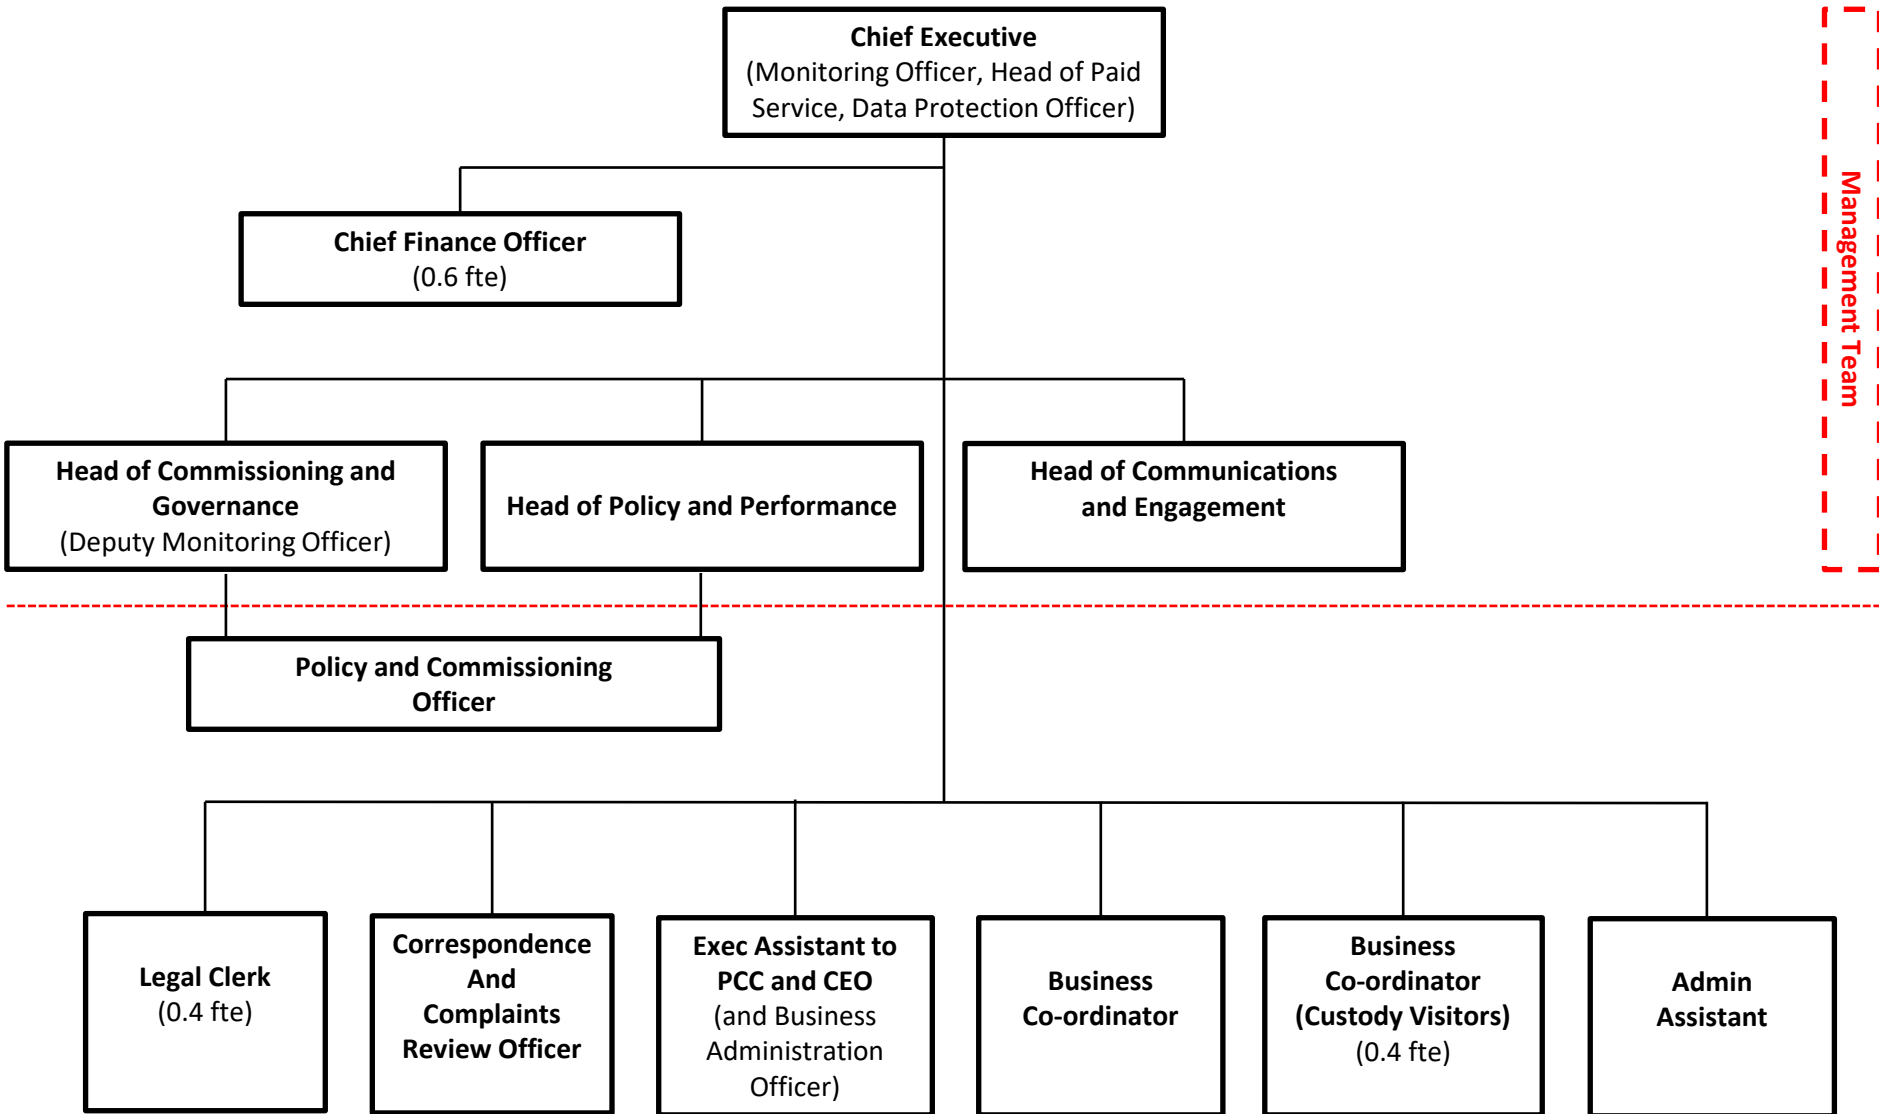 Chief Executive
(Monitoring Officer, Head of Paid
Service, Data Protection Officer)
Management Team
Chief Finance Officer
(0.6 fte)
Head of Commissioning and
Governance
(Deputy Monitoring Officer)
Head of Policy and Performance
Head of Communications
and Engagement
Policy and Commissioning
Officer
Legal Clerk
(0.4 fte)
Correspondence
And
Complaints
Review Officer
Exec Assistant to
PCC and CEO
(and Business
Administration
Officer)
Business
Co-ordinator
Business
Co-ordinator
(Custody Visitors)
(0.4 fte)
Admin
Assistant